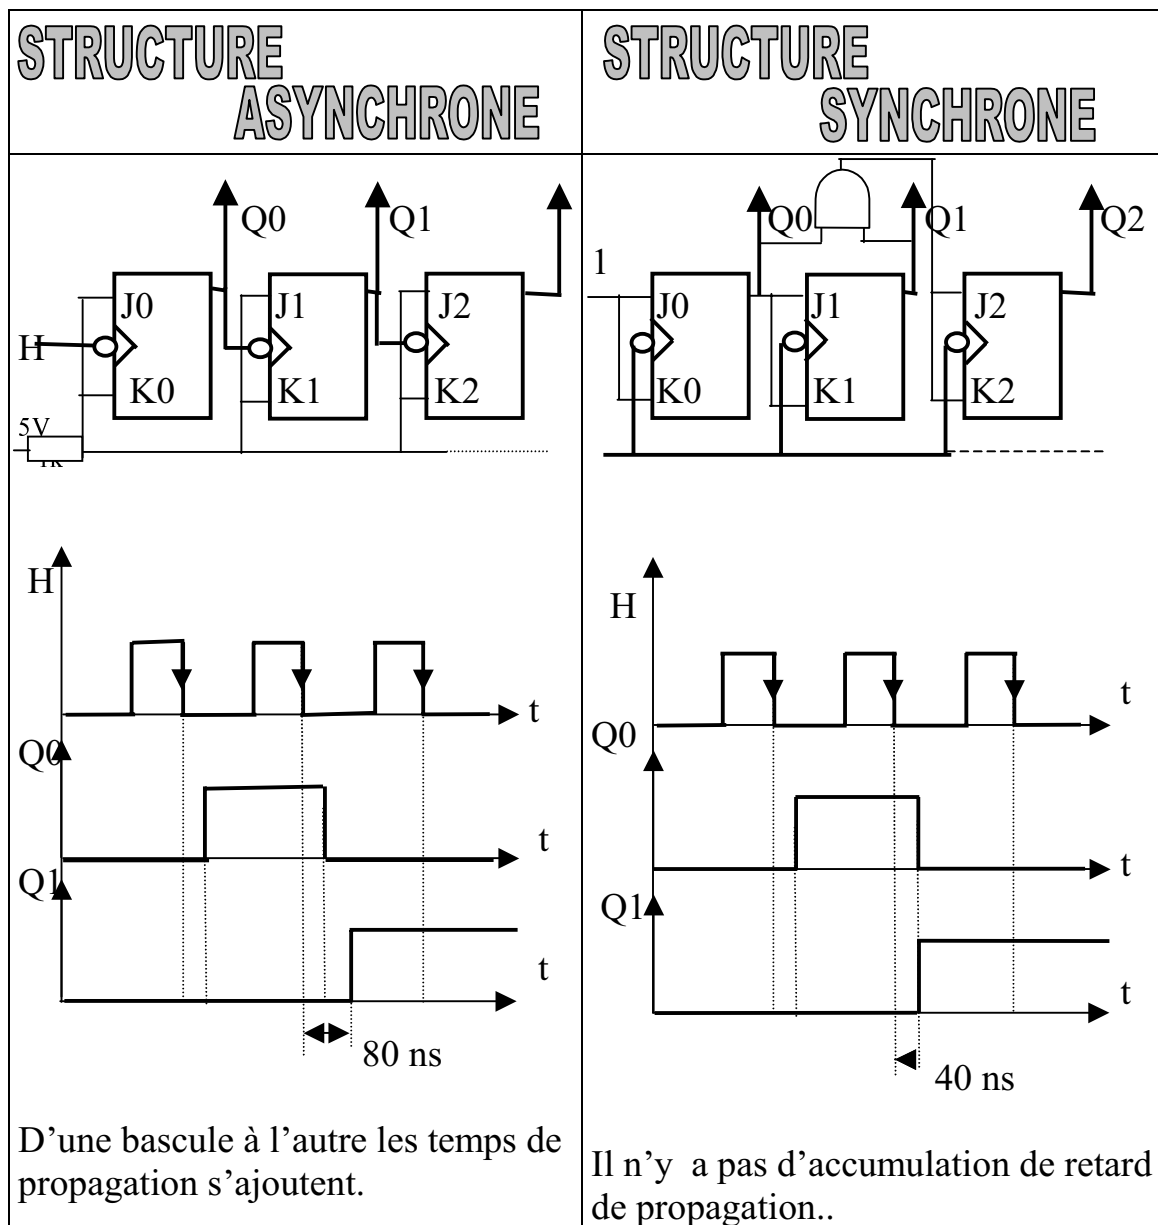 STRUCTURE
ASYNCHRONE
STRUCTURE
SYNCHRONE
Q0
Q1
J0
J1
J2
H
K0
K1
K2
5V
1k
H
t
Q0
t
Q1
t
80 ns
D’une bascule à l’autre les temps de
propagation s’ajoutent.
Q0
Q1
Q2
1
J0
J1
J2
K0
K1
K2
H
t
Q0
t
Q1
t
40 ns
Il n’y a pas d’accumulation de retard
de propagation..